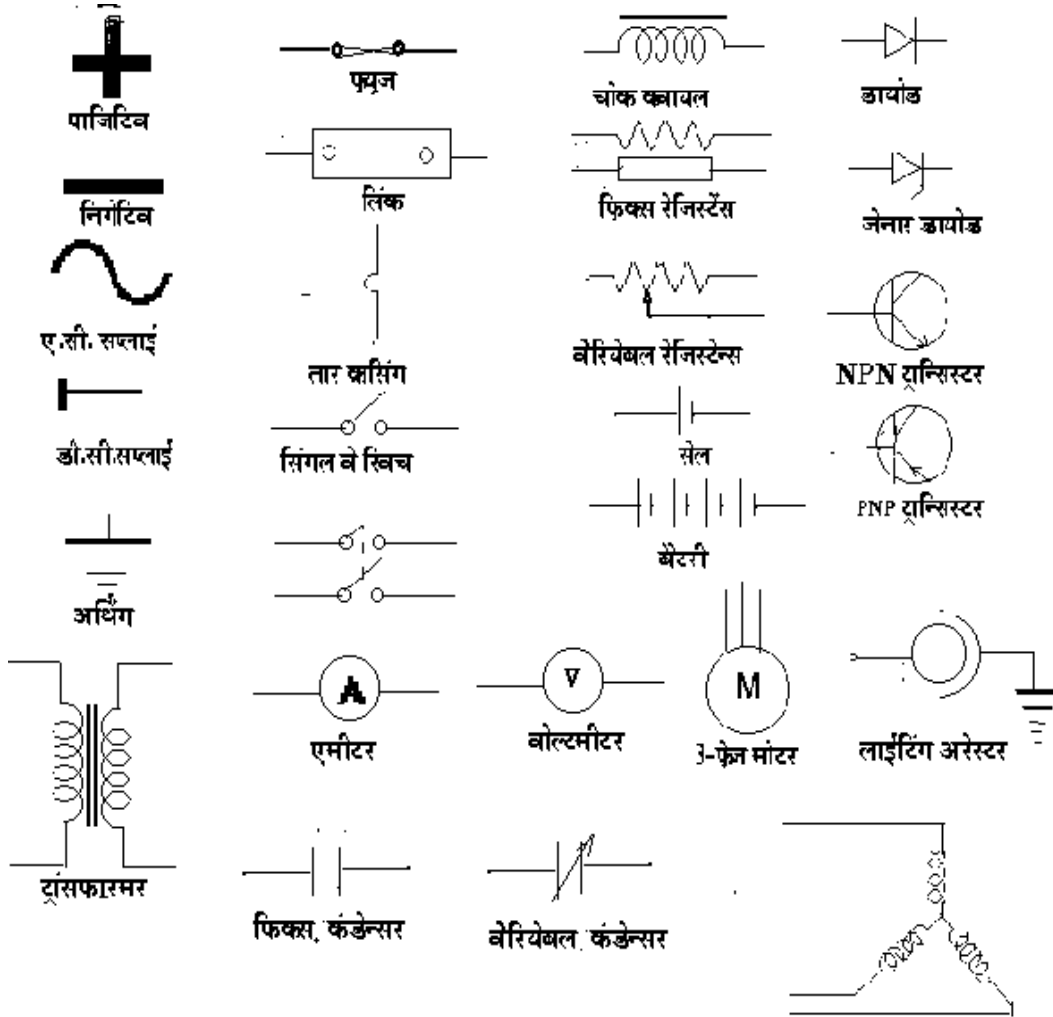 पाजिटिव
निगेटिव
ए.सी. सप्लाई
डी.सी.सप्लाई
अर्थिंग
ट्रांसफारमर
फ्यूज
लिंक
तार क्रासिंग
सिंगल वे स्विच
A
एमीटर
फिक्स, कंडेन्सर
चोक क्वायल
फिक्स रेजिस्टेंस
वेरियेबल रेजिस्टेन्स
सेल
बैटरी
V
वोल्टमीटर
M
3-फ़ेज मोटर
वेरियेबल, कंडेन्सर
डायोड
जेनार डायोड
NPN ट्रान्सिस्टर
PNP ट्रान्सिस्टर
लाईटिंग अरेस्टर